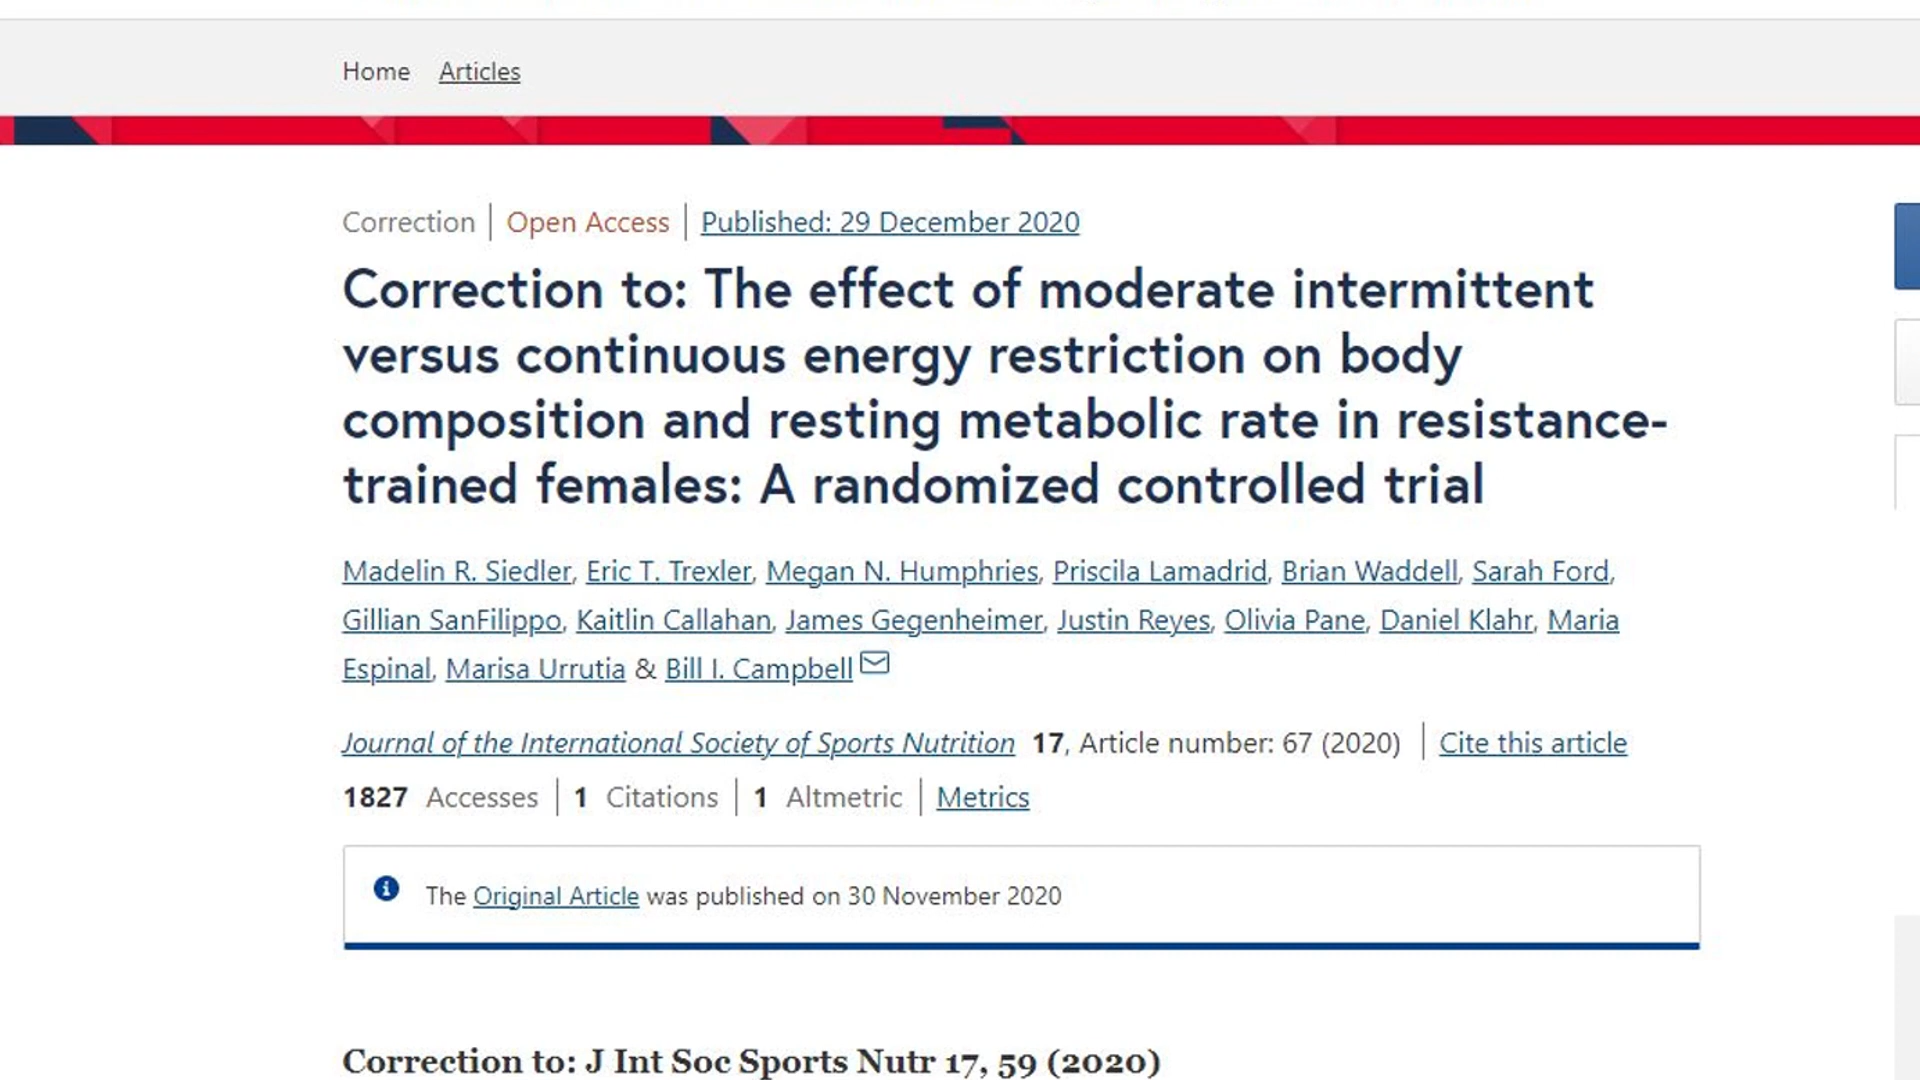 Home Articles
Correction Open Access Published: 29 December 2020
Correction to: The effect of moderate intermittent
versus continuous energy restriction on body
composition and resting metabolic rate in resistance-
trained females: A randomized controlled trial
Madelin R. Siedler, Eric T. Trexler, Megan N. Humphries, Priscila Lamadrid, Brian Waddell, Sarah Ford,
Gillian SanFilippo, Kaitlin Callahan, James Gegenheimer, Justin Reyes, Olivia Pane, Daniel Klahr, Maria
Espinal, Marisa Urrutia & Bill I. Campbell
Journal of the International Society of Sports Nutrition 17, Article number: 67 (2020) Cite this article
1827 Accesses 1 Citations 1 Altmetric Metrics
The Original Article was published on 30 November 2020
Correction to: J Int Soc Sports Nutr 17, 59 (2020)